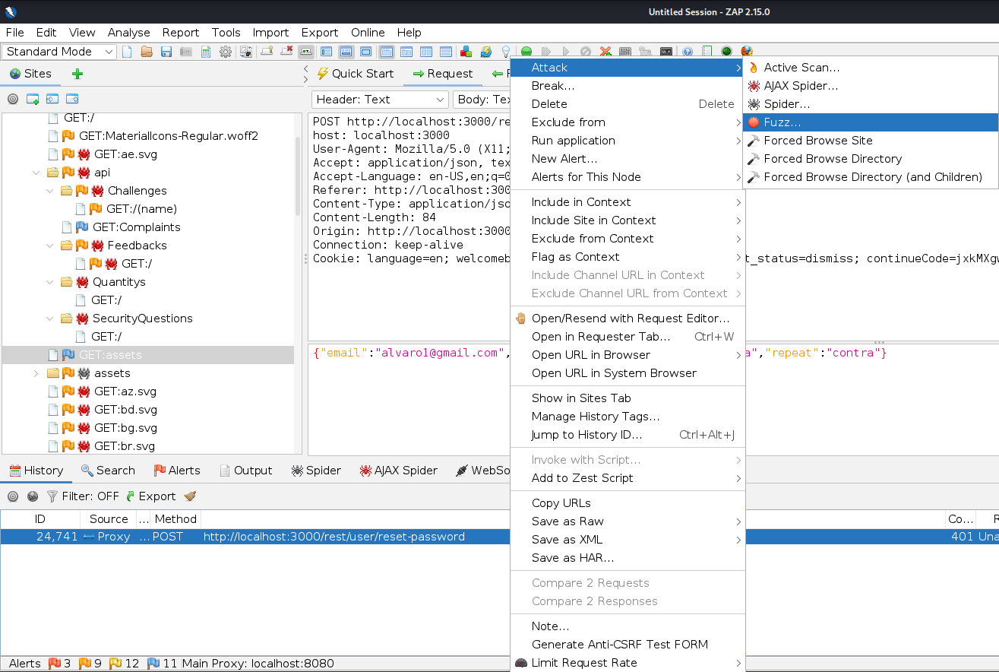 Untitled Session - ZAP 2.15.0
File Edit View Analyse Report Tools Import Export Online Help
Standard Mode
Sites
Quick Start
Request
Header: Text
Body: Tex
GET:/
GET:MaterialIcons-Regular.woff2
GET:ae.svg
api
Challenges
GET:/(name)
GET:Complaints
Feedbacks
GET:/
Quantitys
GET:/
SecurityQuestions
GET:/
GET:assets
assets
GET:az.svg
GET:bd.svg
GET:bg.svg
GET:br.svg
POST http://localhost:3000/re
host: localhost:3000
User-Agent: Mozilla/5.0 (X11;
Accept: application/json, tex
Accept-Language: en-US,en;q=0
Referer: http://localhost:300
Content-Type: application/jso
Content-Length: 84
Origin: http://localhost:3000
Connection: keep-alive
Cookie: language=en; welcomeb
t_status=dismiss; continueCode=jxkMXgw
{"email":"alvaro1@gmail.com",
a","repeat":"contra"}
Attack
Break...
Delete Delete
Exclude from
Run application
New Alert...
Alerts for This Node
Include in Context
Include Site in Context
Exclude from Context
Flag as Context
Include Channel URL in Context
Exclude Channel URL from Context
Open/Resend with Request Editor...
Open in Requester Tab... Ctrl+W
Open URL in Browser
Open URL in System Browser
Show in Sites Tab
Manage History Tags...
Jump to History ID... Ctrl+Alt+J
Invoke with Script...
Add to Zest Script
Copy URLs
Save as Raw
Save as XML
Save as HAR...
Compare 2 Requests
Compare 2 Responses
Note...
Generate Anti-CSRF Test FORM
Limit Request Rate
Active Scan...
AJAX Spider...
Spider...
Fuzz...
Forced Browse Site
Forced Browse Directory
Forced Browse Directory (and Children)
History Search Alerts Output Spider AJAX Spider WebSo
Filter: OFF Export
ID Source ... Method Co... R
24,741 Proxy ... POST http://localhost:3000/rest/user/reset-password 401 Una
Alerts 3 9 12 11 Main Proxy: localhost:8080